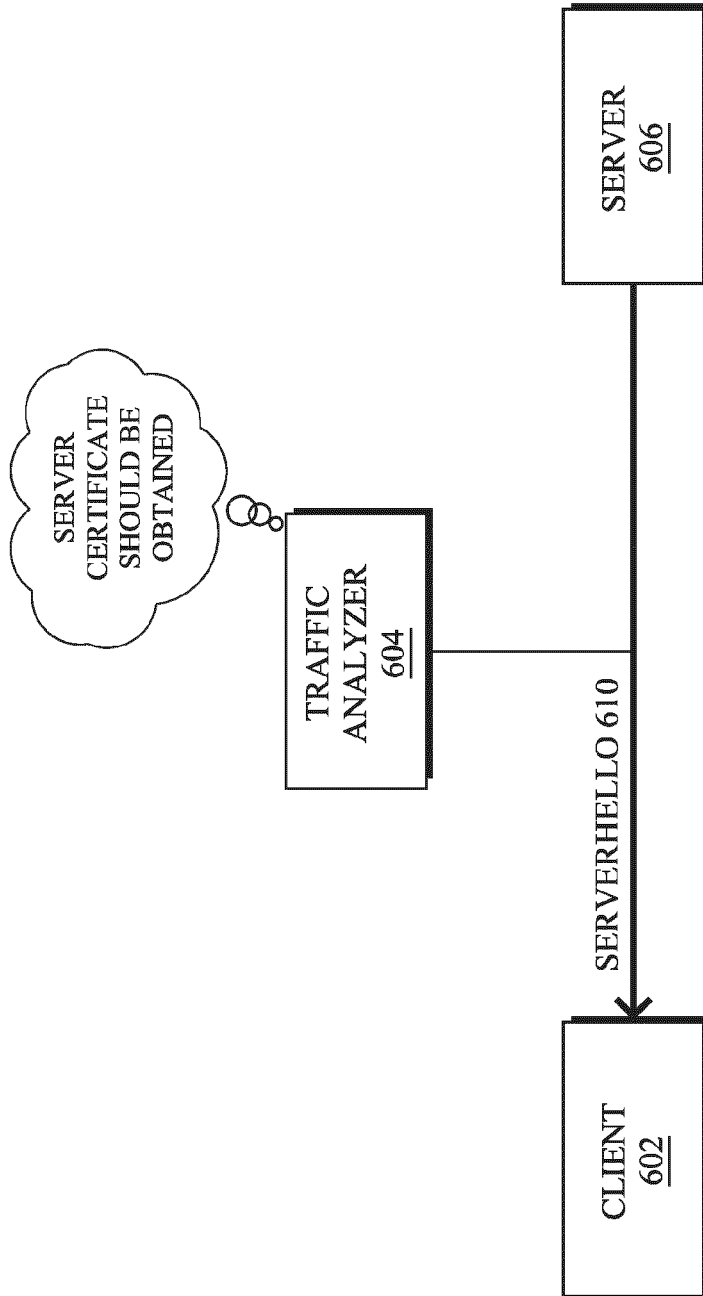 SERVER
CERTIFICATE
SHOULD BE
OBTAINED
TRAFFIC
ANALYZER
604
SERVERHELLO 610
CLIENT
602
SERVER
606